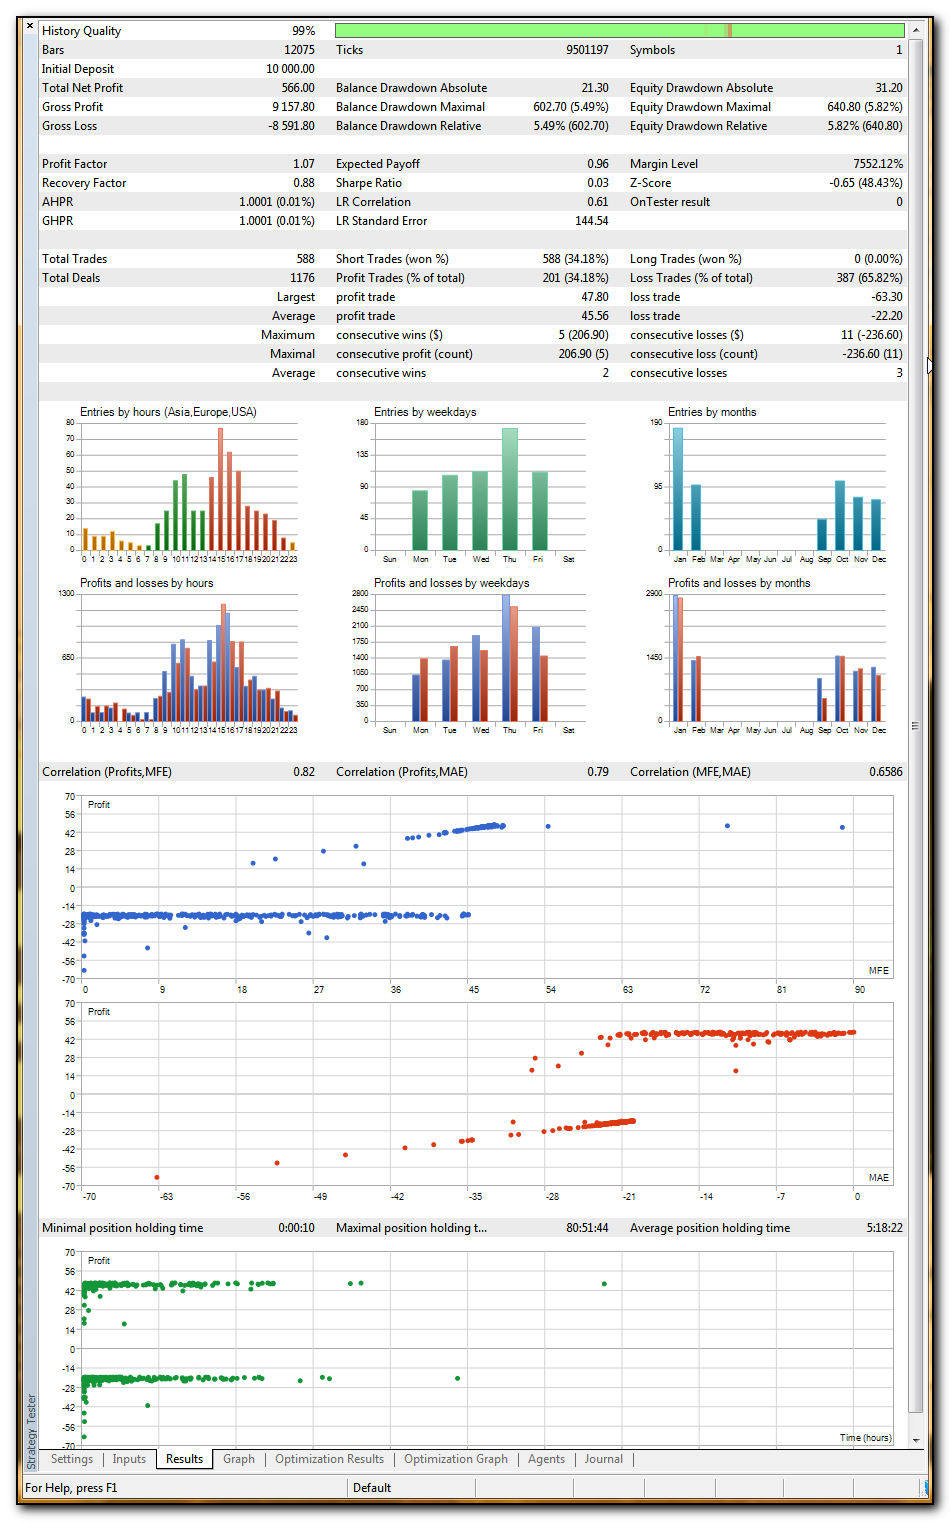 History Quality 99%
Bars 12075 Ticks 9501197 Symbols 1
Initial Deposit 10 000.00
Total Net Profit 566.00 Balance Drawdown Absolute 21.30 Equity Drawdown Absolute 31.20
Gross Profit 9 157.80 Balance Drawdown Maximal 602.70 (5.49%) Equity Drawdown Maximal 640.80 (5.82%)
Gross Loss -8 591.80 Balance Drawdown Relative 5.49% (602.70) Equity Drawdown Relative 5.82% (640.80)
Profit Factor 1.07 Expected Payoff 0.96 Margin Level 7552.12%
Recovery Factor 0.88 Sharpe Ratio 0.03 Z-Score -0.65 (48.43%)
AHPR 1.0001 (0.01%) LR Correlation 0.61 OnTester result 0
GHPR 1.0001 (0.01%) LR Standard Error 144.54
Total Trades 588 Short Trades (won %) 588 (34.18%) Long Trades (won %) 0 (0.00%)
Total Deals 1176 Profit Trades (% of total) 201 (34.18%) Loss Trades (% of total) 387 (65.82%)
Largest profit trade 47.80 loss trade -63.30
Average profit trade 45.56 loss trade -22.20
Maximum consecutive wins ($) 5 (206.90) consecutive losses ($) 11 (-236.60)
Maximal consecutive profit (count) 206.90 (5) consecutive loss (count) -236.60 (11)
Average consecutive wins 2 consecutive losses 3
Entries by hours (Asia,Europe,USA) Entries by weekdays Entries by months
80 180 190
70
60 135
50
40 90 95
30
20 45
10
0 0 0
0 1 2 3 4 5 6 7 8 9 10 11 12 13 14 15 16 17 18 19 20 21 22 23 Sun Mon Tue Wed Thu Fri Sat Jan Feb Mar Apr May Jun Jul Aug Sep Oct Nov Dec
Profits and losses by hours Profits and losses by weekdays Profits and losses by months
1300 2800 2900
2450
2100
1750
650 1400 1450
1050
700
350
0 0 0
0 1 2 3 4 5 6 7 8 9 10 11 12 13 14 15 16 17 18 19 20 21 22 23 Sun Mon Tue Wed Thu Fri Sat Jan Feb Mar Apr May Jun Jul Aug Sep Oct Nov Dec
Correlation (Profits,MFE) 0.82 Correlation (Profits,MAE) 0.79 Correlation (MFE,MAE) 0.6586
70
Profit
56
42
28
14
0
-14
-28
-42
-56
MFE
-70
0 9 18 27 36 45 54 63 72 81 90
70
Profit
56
42
28
14
0
-14
-28
-42
-56
MAE
-70
-70 -63 -56 -49 -42 -35 -28 -21 -14 -7 0
Minimal position holding time 0:00:10 Maximal position holding t... 80:51:44 Average position holding time 5:18:22
70
Profit
56
42
28
14
0
-14
-28
-42
-56
Time (hours)
-70
Strategy Tester
Settings Inputs Results Graph Optimization Results Optimization Graph Agents Journal
For Help, press F1 Default